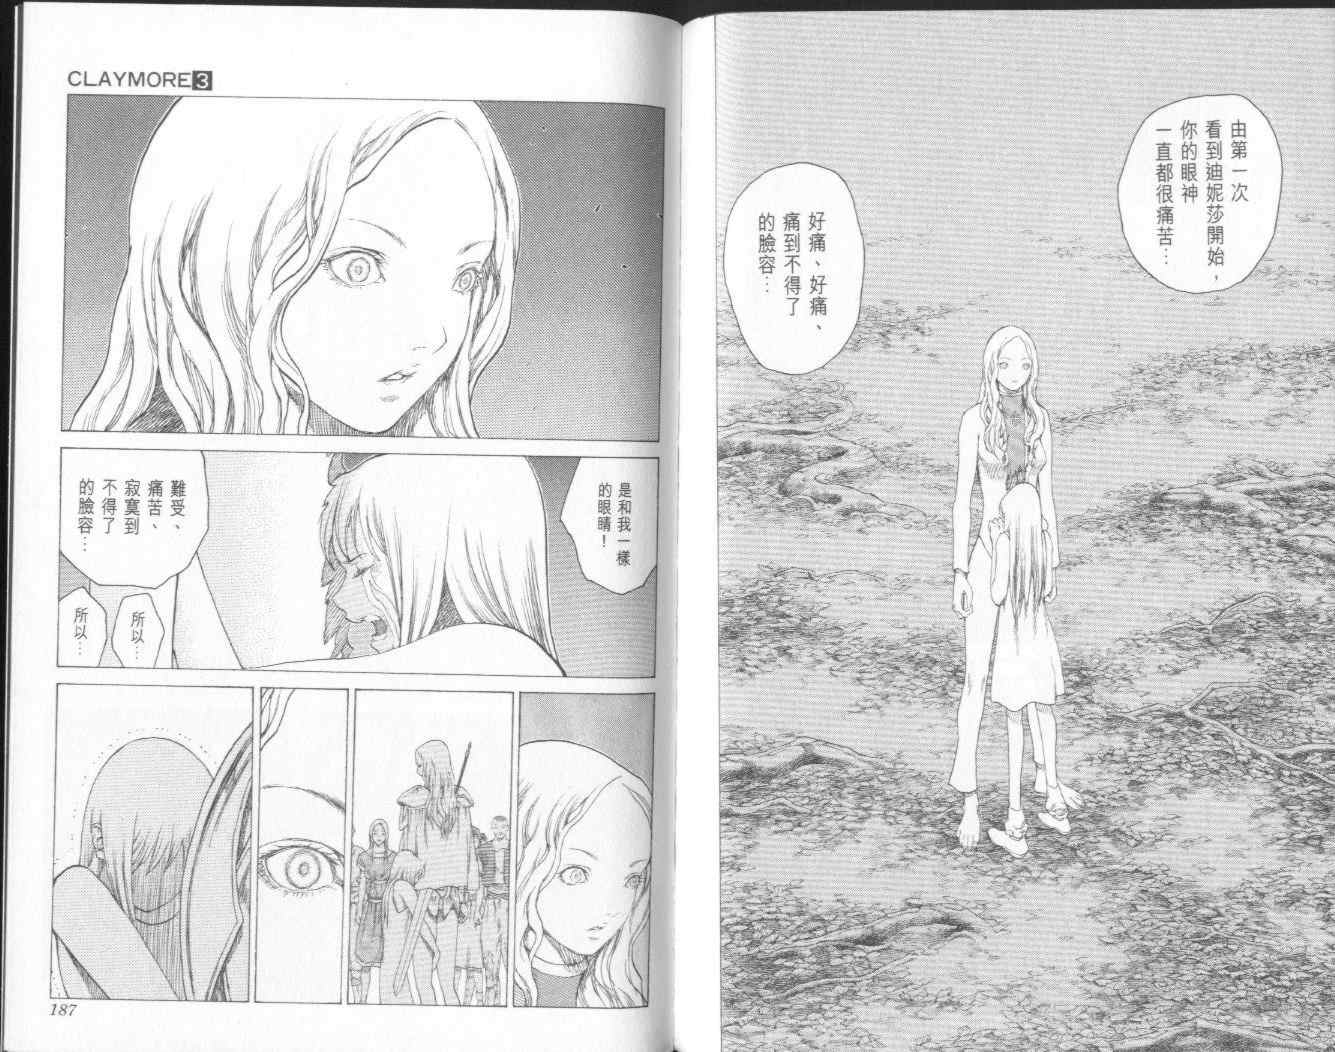 由第一次
看到迪妮莎開始，
你的眼神
一直都很痛苦…
好痛、好痛、
痛到不得了
的臉容…
CLAYMORE 3
是和我一樣
的眼睛！
難受、
痛苦、
寂寞到
不得了
的臉容…
所以…
所以…
187